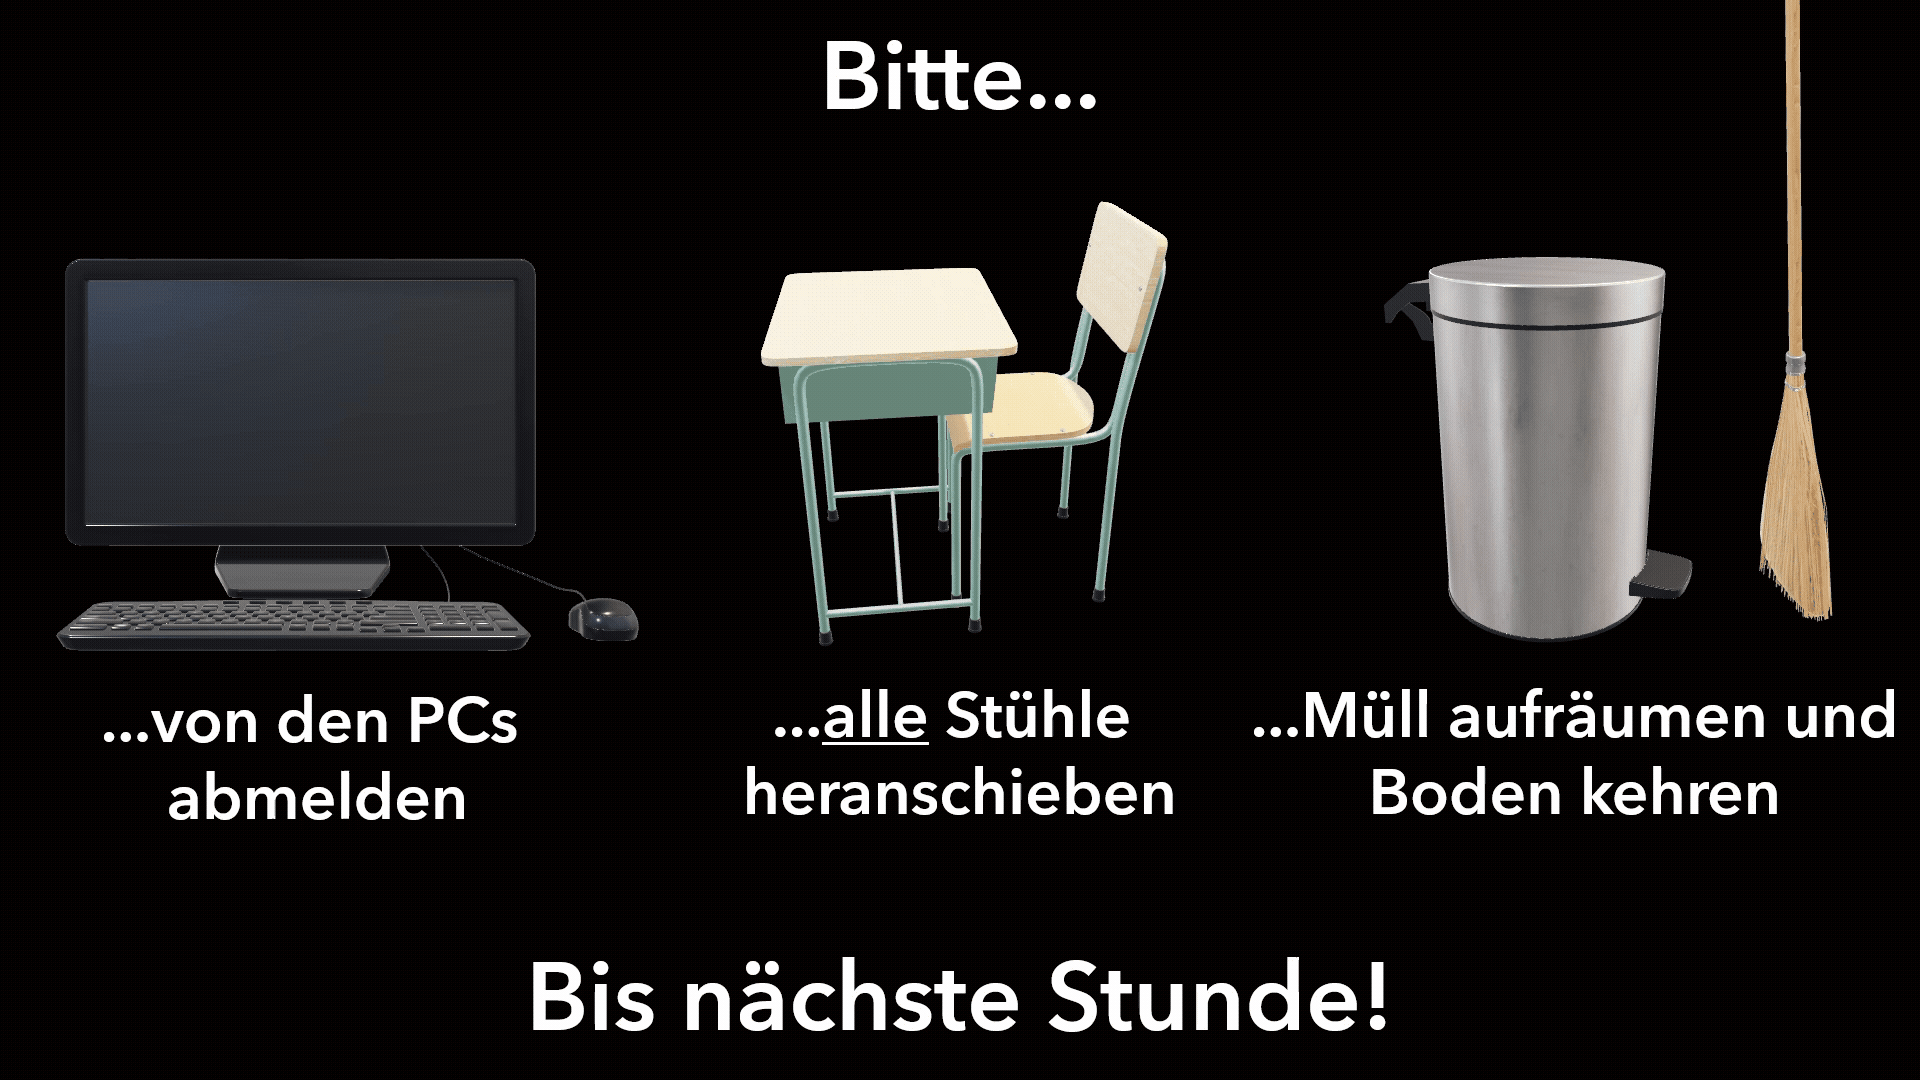 Bitte...
...von den PCs
abmelden
...alle Stühle
heranschieben
...Müll aufräumen und
Boden kehren
Bis nächste Stunde!